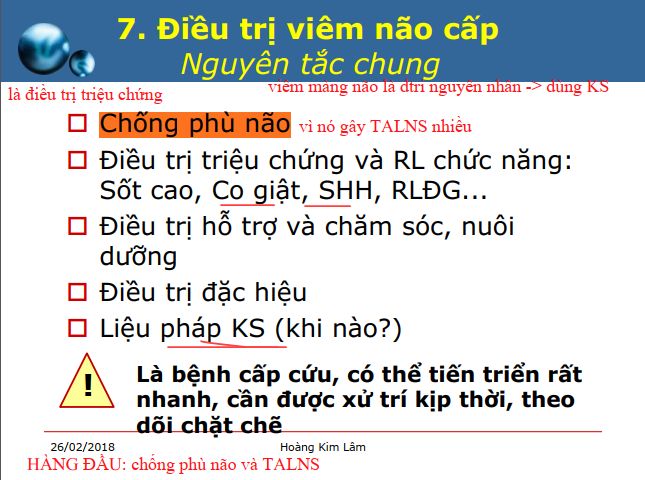 7. Điều trị viêm não cấp
Nguyên tắc chung
là điều trị triệu chứng
viêm màng não là đtri nguyên nhân -> dùng KS
Chống phù não vì nó gây TALNS nhiều
Điều trị triệu chứng và RL chức năng:
Sốt cao, Co giật, SHH, RLĐG...
Điều trị hỗ trợ và chăm sóc, nuôi
dưỡng
Điều trị đặc hiệu
Liệu pháp KS (khi nào?)
! Là bệnh cấp cứu, có thể tiến triển rất
nhanh, cần được xử trí kịp thời, theo
dõi chặt chẽ
26/02/2018 Hoàng Kim Lâm
HÀNG ĐẦU: chống phù não và TALNS